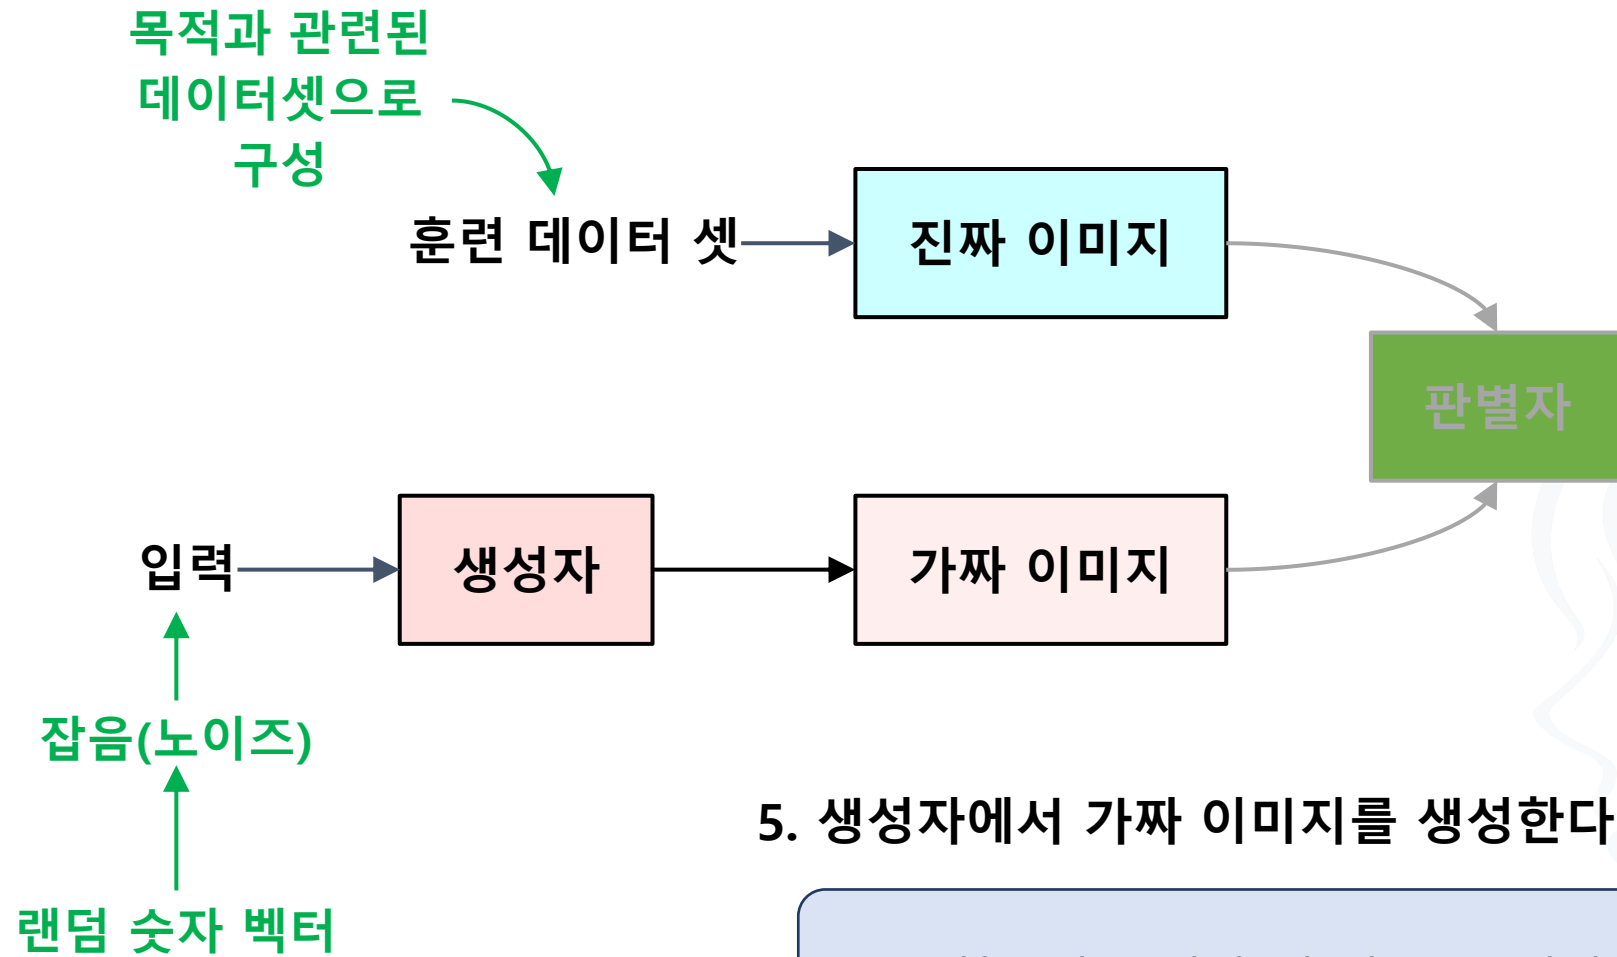 목적과 관련된
데이터셋으로
구성
훈련 데이터 셋
진짜 이미지
판별자
입력
생성자
가짜 이미지
잡음(노이즈)
5. 생성자에서 가짜 이미지를 생성한다
랜덤 숫자 벡터